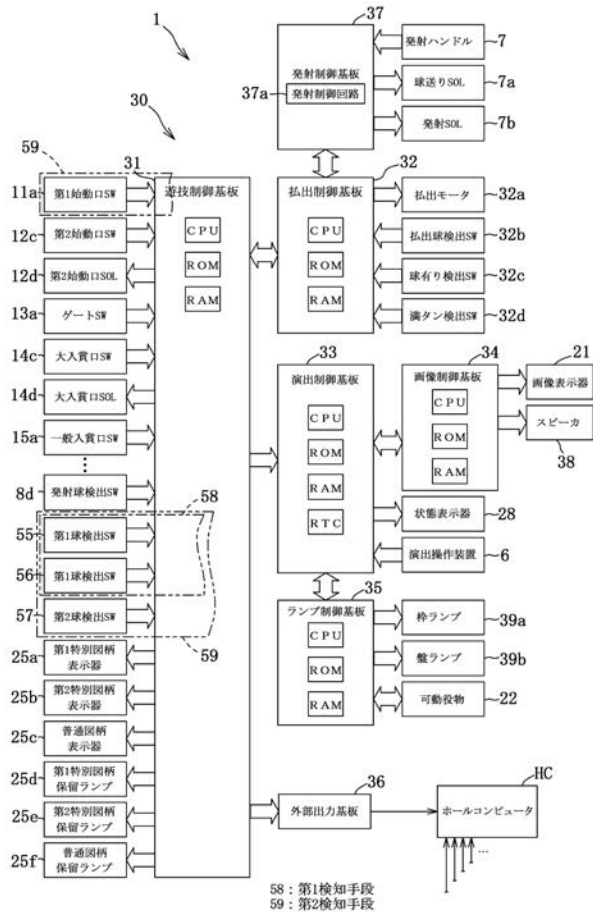 1
30
59
31
11a 第1始動口SW
12c 第2始動口SW
12d 第2始動口SOL
13a ゲートSW
14c 大入賞口SW
14d 大入賞口SOL
15a 一般入賞口SW
8d 発射球検出SW
58
55 第1球検出SW
56 第1球検出SW
57 第2球検出SW
59
25a 第1特別図柄
表示器
25b 第2特別図柄
表示器
25c 普通図柄
表示器
25d 第1特別図柄
保留ランプ
25e 第2特別図柄
保留ランプ
25f 普通図柄
保留ランプ
遊技制御基板
CPU
ROM
RAM
37
発射制御基板
37a 発射制御回路
発射ハンドル 7
球送りSOL 7a
発射SOL 7b
32
払出制御基板
CPU
ROM
RAM
払出モータ 32a
払出球検出SW 32b
球有り検出SW 32c
満タン検出SW 32d
33
演出制御基板
CPU
ROM
RAM
RTC
34
画像制御基板
CPU
ROM
RAM
21
画像表示器
スピーカ
38
状態表示器 28
演出操作装置 6
35
ランプ制御基板
CPU
ROM
RAM
枠ランプ 39a
盤ランプ 39b
可動役物 22
36
外部出力基板
HC
ホールコンピュータ
…
58：第1検知手段
59：第2検知手段